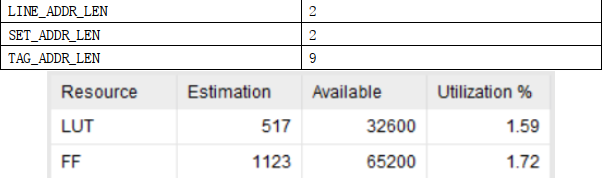 LINE_ADDR_LEN 2
SET_ADDR_LEN 2
TAG_ADDR_LEN 9
Resource Estimation Available Utilization %
LUT 517 32600 1.59
FF 1123 65200 1.72